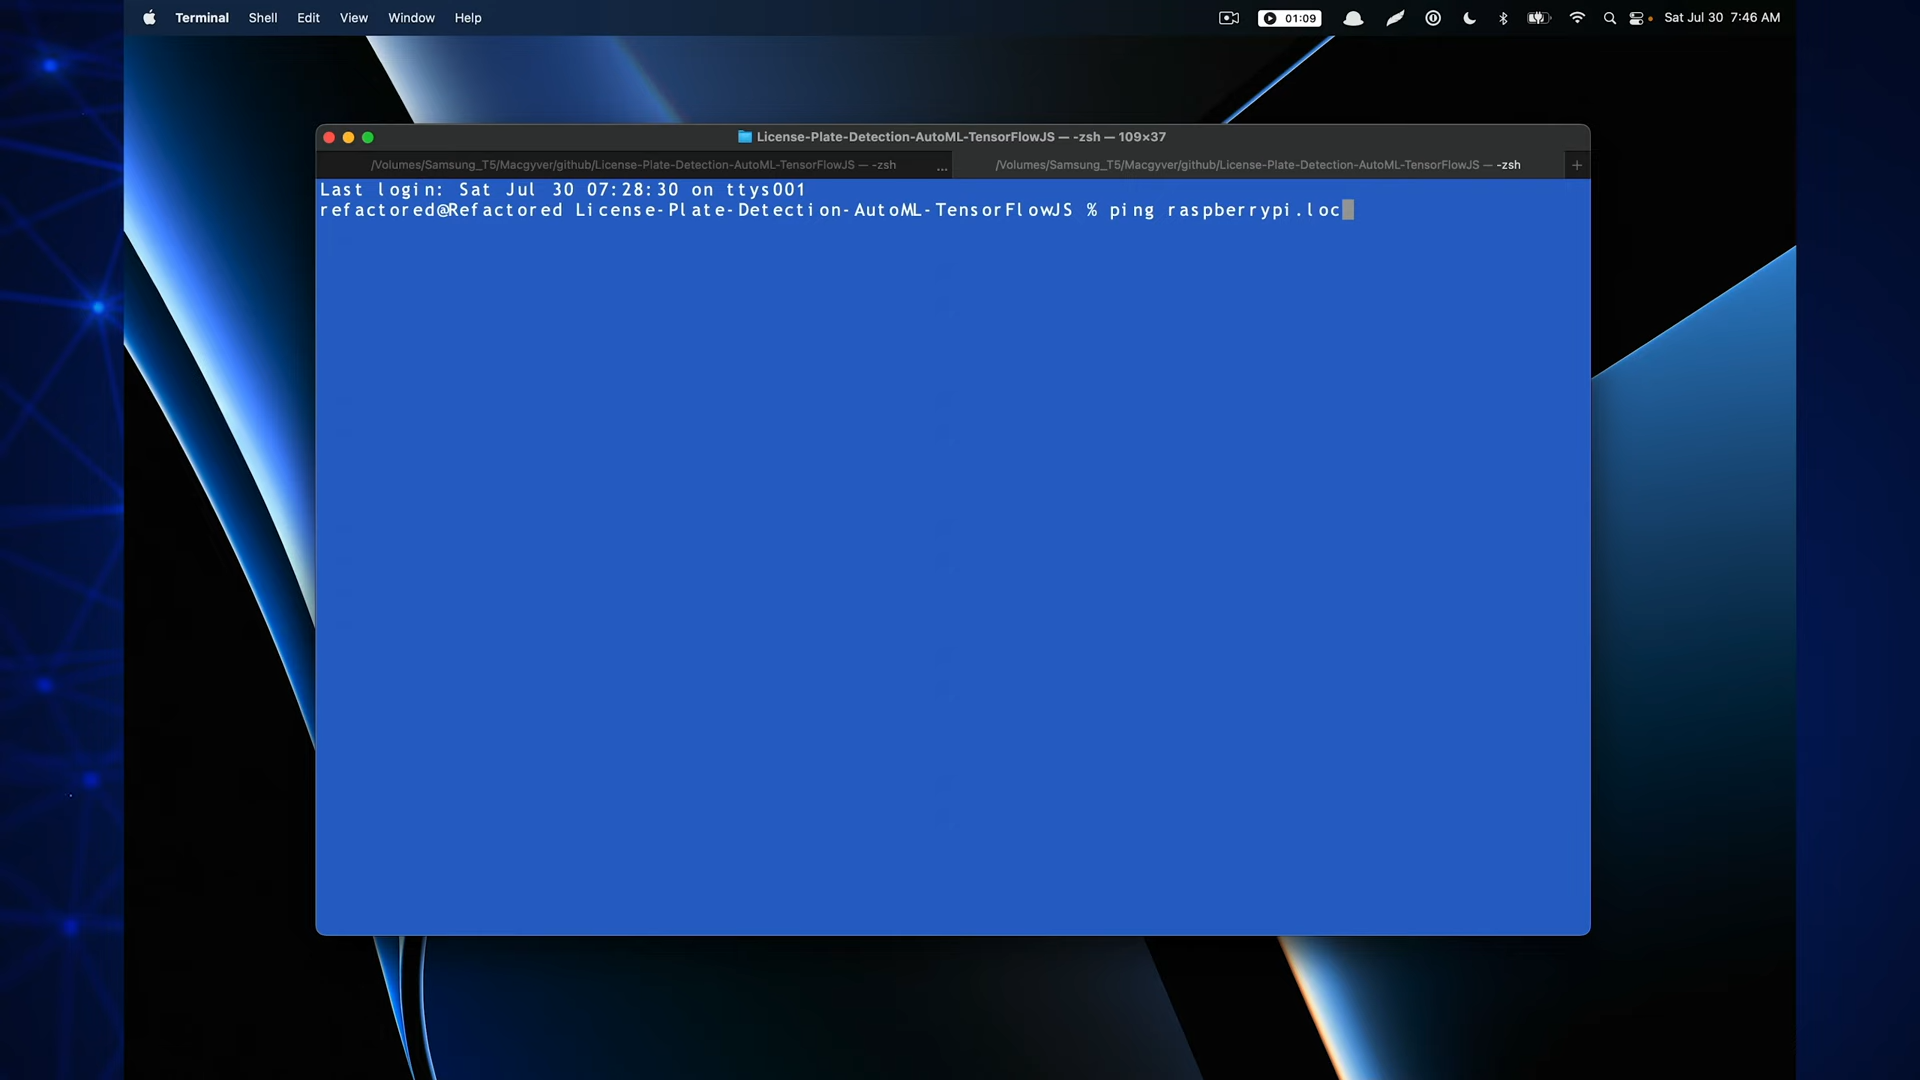 Terminal Shell Edit View Window Help 01:09 Sat Jul 30 7:46 AM
License-Plate-Detection-AutoML-TensorFlowJS — -zsh — 109×37
/Volumes/Samsung_T5/Macgyver/github/License-Plate-Detection-AutoML-TensorFlowJS — -zsh ... /Volumes/Samsung_T5/Macgyver/github/License-Plate-Detection-AutoML-TensorFlowJS — -zsh +
Last login: Sat Jul 30 07:28:30 on ttys001
refactored@Refactored License-Plate-Detection-AutoML-TensorFlowJS % ping raspberrypi.loc